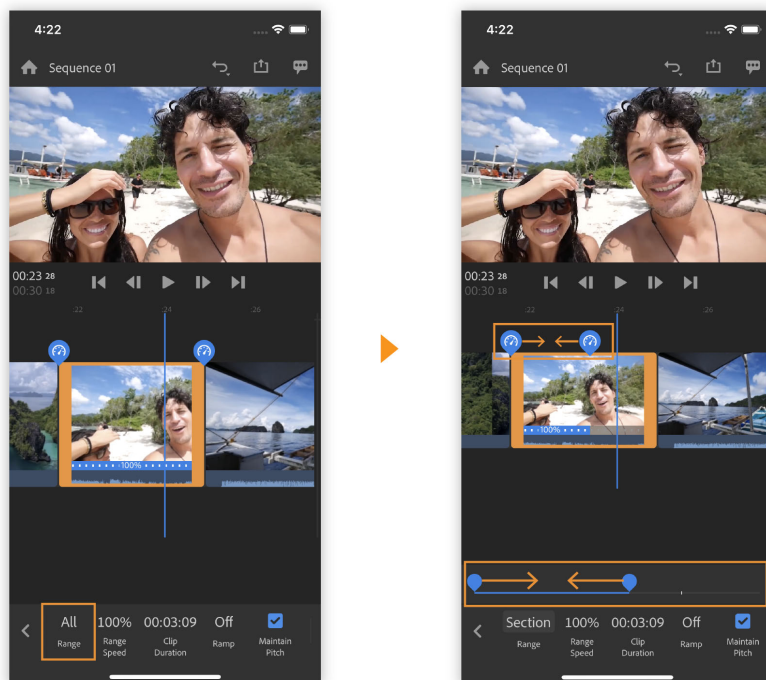 4:22
Sequence 01
00:23 28
00:30 18
:22 :24 :26
100%
All 100% 00:03:09 Off
Range Range Speed Clip Duration Ramp Maintain Pitch
4:22
Sequence 01
00:23 28
00:30 18
:22 :24 :26
100%
Section 100% 00:03:09 Off
Range Range Speed Clip Duration Ramp Maintain Pitch